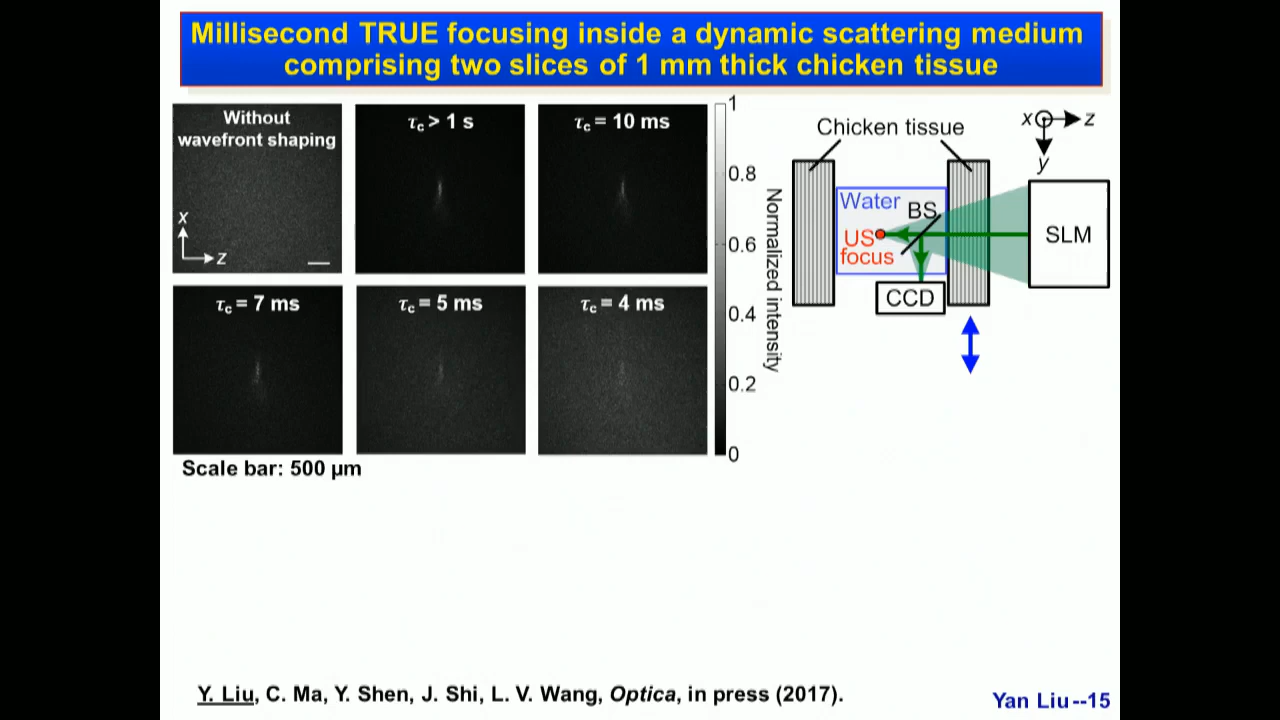 Millisecond TRUE focusing inside a dynamic scattering medium
comprising two slices of 1 mm thick chicken tissue
Without
wavefront shaping
x
z
τc > 1 s
τc = 10 ms
τc = 7 ms
τc = 5 ms
τc = 4 ms
Scale bar: 500 µm
1
0.8
0.6
0.4
0.2
0
Normalized intensity
Chicken tissue
x
z
y
Water
BS
US
focus
CCD
SLM
Y. Liu, C. Ma, Y. Shen, J. Shi, L. V. Wang, Optica, in press (2017).
Yan Liu--15